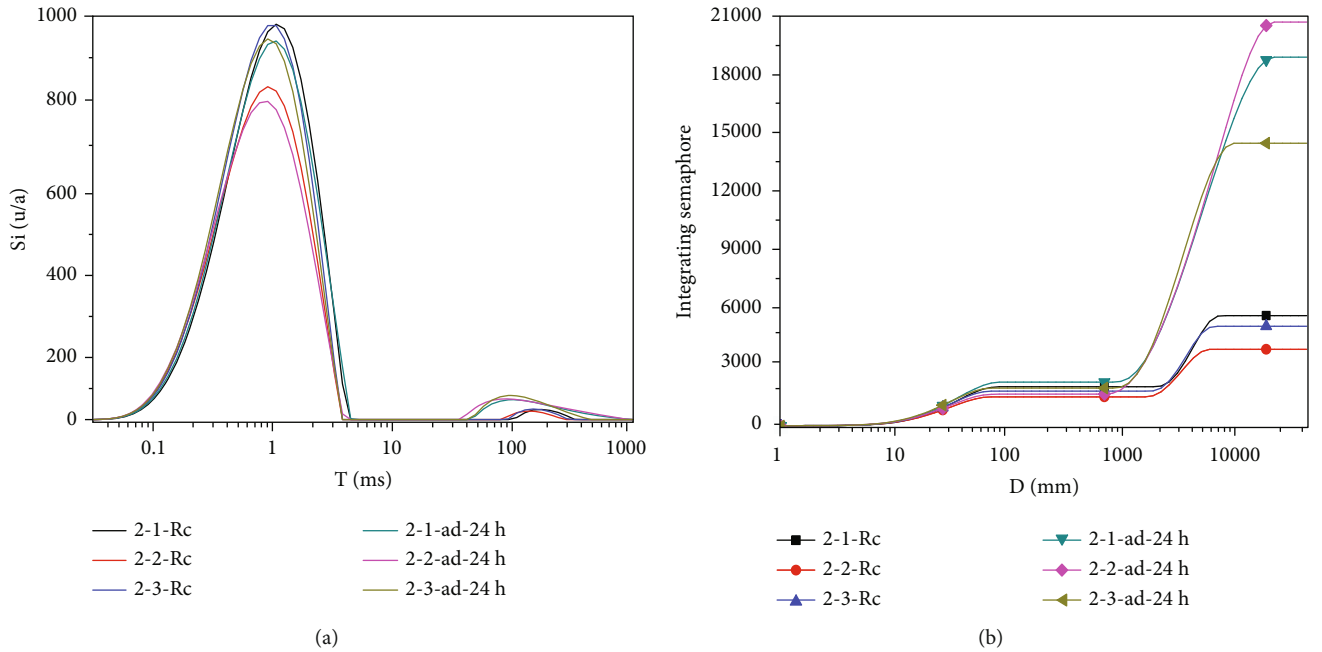 1000
800
600
400
200
0
Si (u/a)
0.1
1
10
100
1000
T (ms)
2-1-Rc
2-2-Rc
2-3-Rc
2-1-ad-24 h
2-2-ad-24 h
2-3-ad-24 h
(a)
21000
18000
15000
12000
9000
6000
3000
0
Integrating semaphore
1
10
100
1000
10000
D (mm)
2-1-Rc
2-2-Rc
2-3-Rc
2-1-ad-24 h
2-2-ad-24 h
2-3-ad-24 h
(b)